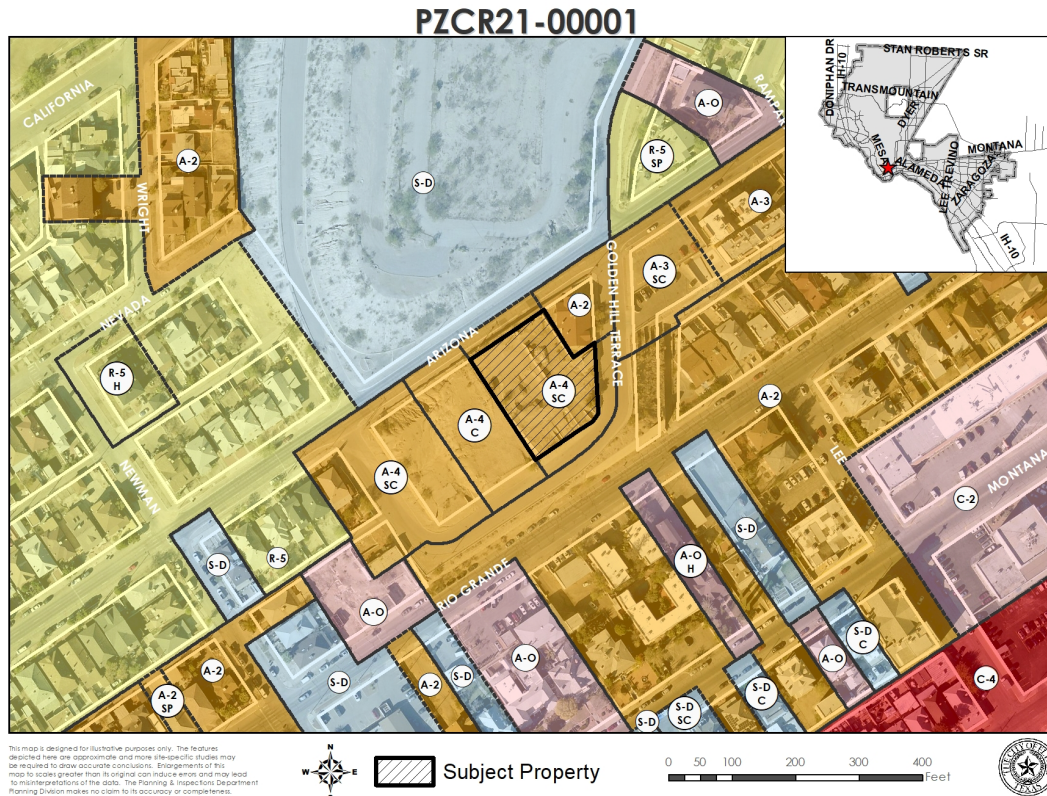 PZCR21-00001
STAN ROBERTS SR
DONIPHAN DR
IH-10
TRANSMOUNTAIN
DYER
MESA
MONTANA
ALAMEDA
LEE TREVINO
ZARAGOZA
IH-10
CALIFORNIA
A-2
WRIGHT
S-D
A-O
R-5
SP
A-3
A-3
SC
GOLDEN HILL TERRACE
NEVADA
A-2
ARIZONA
R-5
H
A-4
SC
A-4
C
A-2
LEE
A-4
SC
NEWMAN
C-2
MONTANA
S-D
A-O
H
S-D
R-5
RIO GRANDE
A-O
S-D
C
A-O
A-O
A-2
S-D
A-2
S-D
C-4
A-2
SP
S-D
C
S-D
SC
S-D
This map is designed for illustrative purposes only. The features
depicted here are approximate and more site-specific studies may
be required to draw accurate conclusions. Enlargements of this
map to scales greater than its original can induce errors and may lead
to misinterpretations of the data. The Planning & Inspections Department
Planning Division makes no claim to its accuracy or completeness.
N
W
E
S
Subject Property
0 50 100 200 300 400
Feet